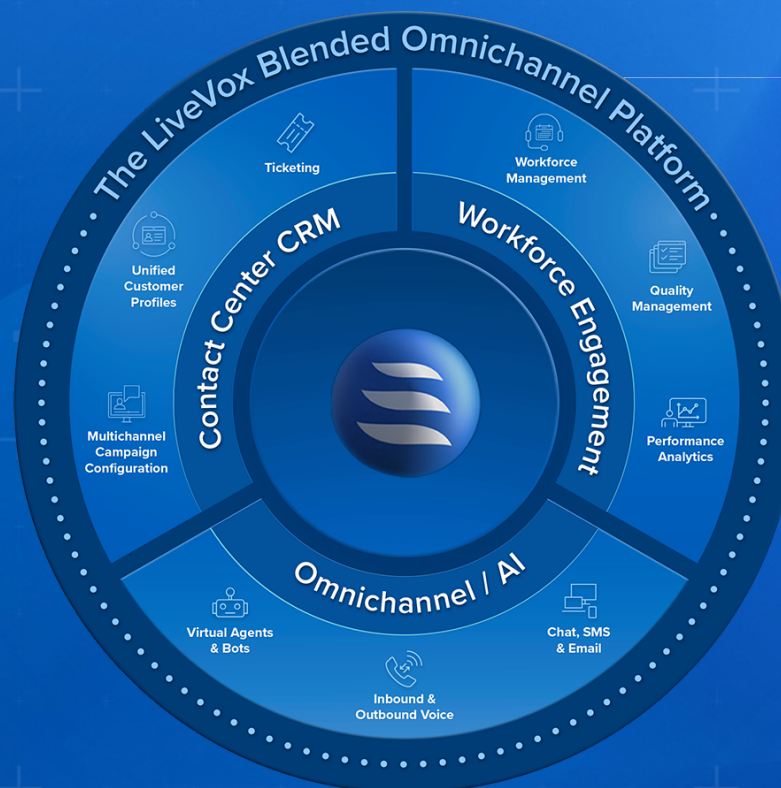 The LiveVox Blended Omnichannel Platform
Contact Center CRM
Ticketing
Unified
Customer
Profiles
Multichannel
Campaign
Configuration
Workforce Engagement
Workforce
Management
Quality
Management
Performance
Analytics
Omnichannel / AI
Virtual Agents
& Bots
Inbound &
Outbound Voice
Chat, SMS
& Email